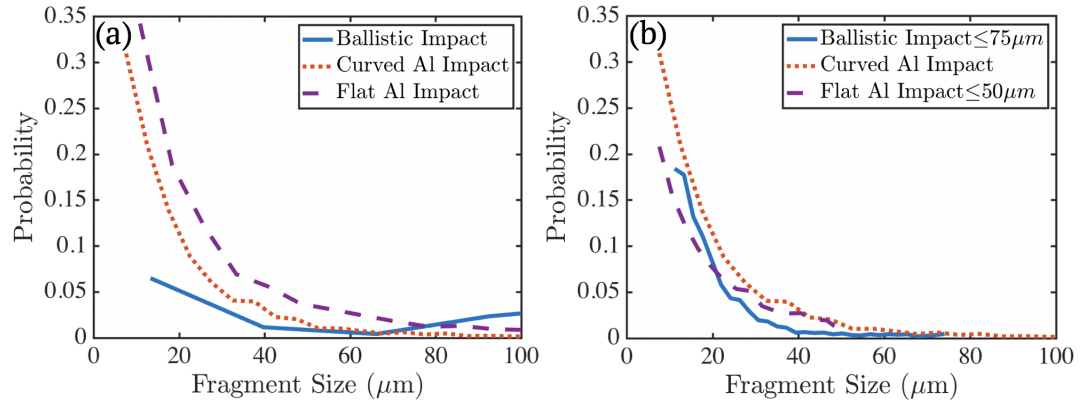 (a)
Ballistic Impact
Curved Al Impact
Flat Al Impact
Probability
0.35
0.3
0.25
0.2
0.15
0.1
0.05
0
0 20 40 60 80 100
Fragment Size (μm)
(b)
Ballistic Impact≤75μm
Curved Al Impact
Flat Al Impact≤50μm
Probability
0.35
0.3
0.25
0.2
0.15
0.1
0.05
0
0 20 40 60 80 100
Fragment Size (μm)